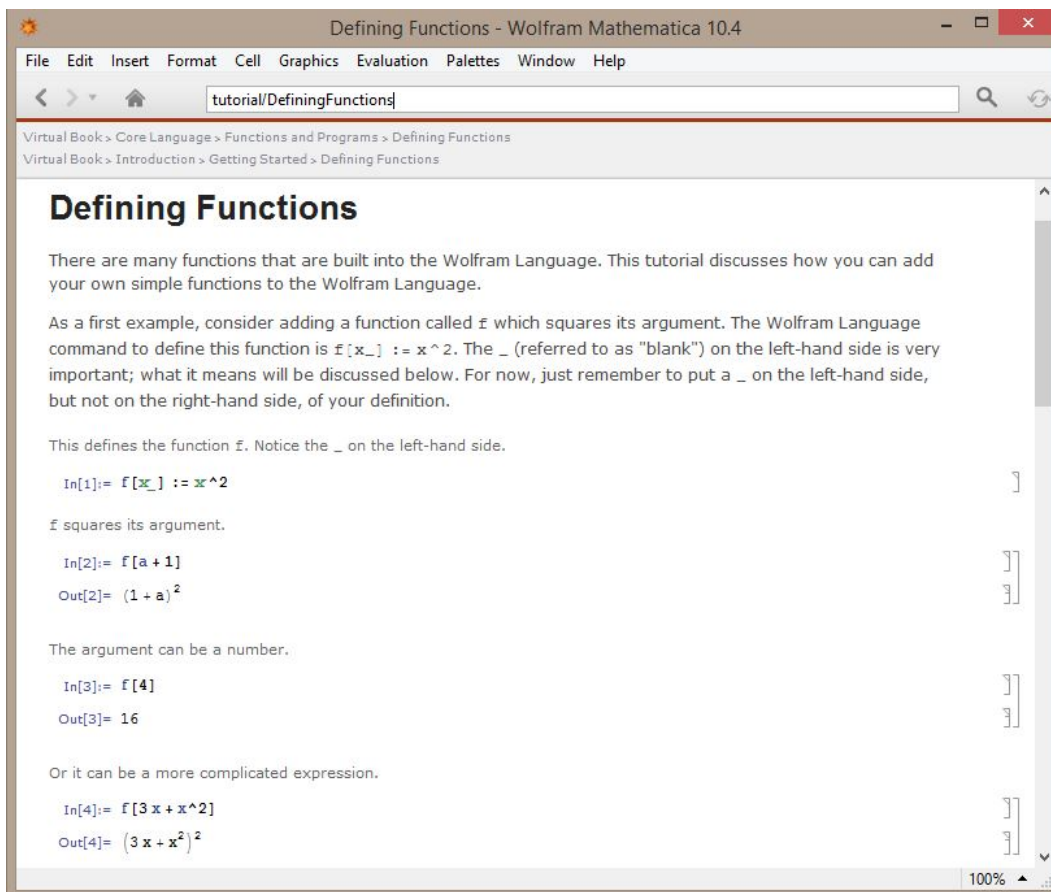 Defining Functions - Wolfram Mathematica 10.4
File Edit Insert Format Cell Graphics Evaluation Palettes Window Help
tutorial/DefiningFunctions
Virtual Book > Core Language > Functions and Programs > Defining Functions
Virtual Book > Introduction > Getting Started > Defining Functions
Defining Functions
There are many functions that are built into the Wolfram Language. This tutorial discusses how you can add
your own simple functions to the Wolfram Language.
As a first example, consider adding a function called f which squares its argument. The Wolfram Language
command to define this function is f[x_] := x^2. The _ (referred to as "blank") on the left-hand side is very
important; what it means will be discussed below. For now, just remember to put a _ on the left-hand side,
but not on the right-hand side, of your definition.
This defines the function f. Notice the _ on the left-hand side.
In[1]:= f[x_] := x^2
f squares its argument.
In[2]:= f[a + 1]
Out[2]= (1 + a)²
The argument can be a number.
In[3]:= f[4]
Out[3]= 16
Or it can be a more complicated expression.
In[4]:= f[3 x + x^2]
Out[4]= (3 x + x²)²
100%